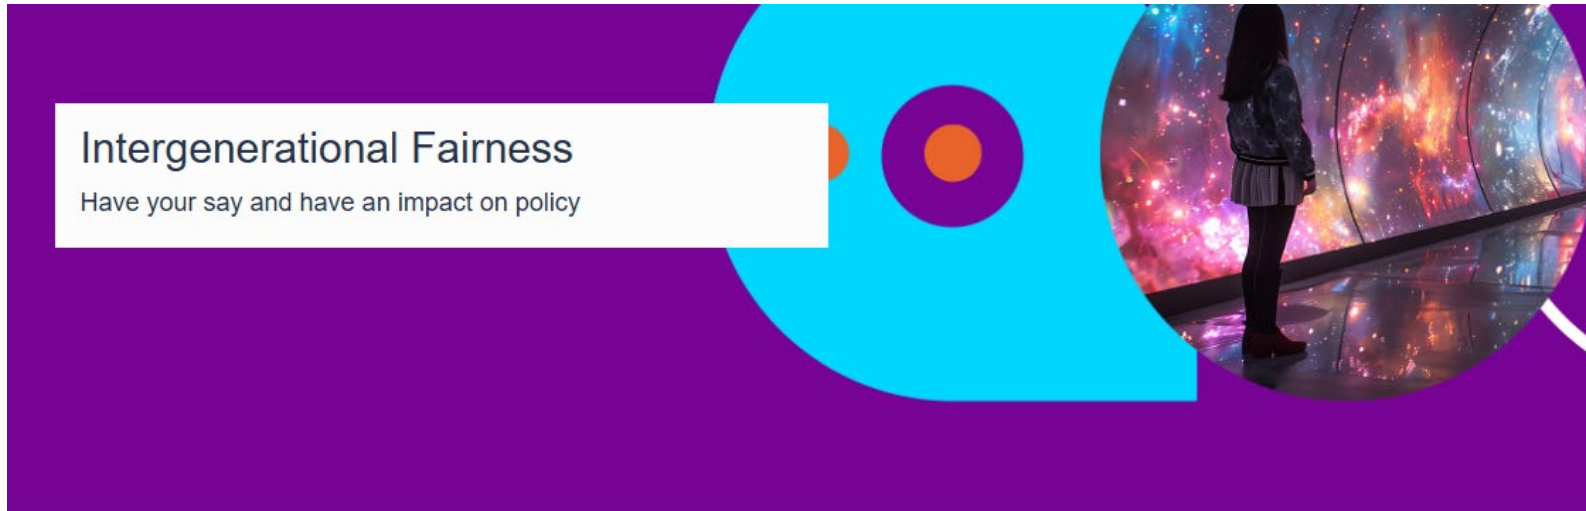 Intergenerational Fairness
Have your say and have an impact on policy